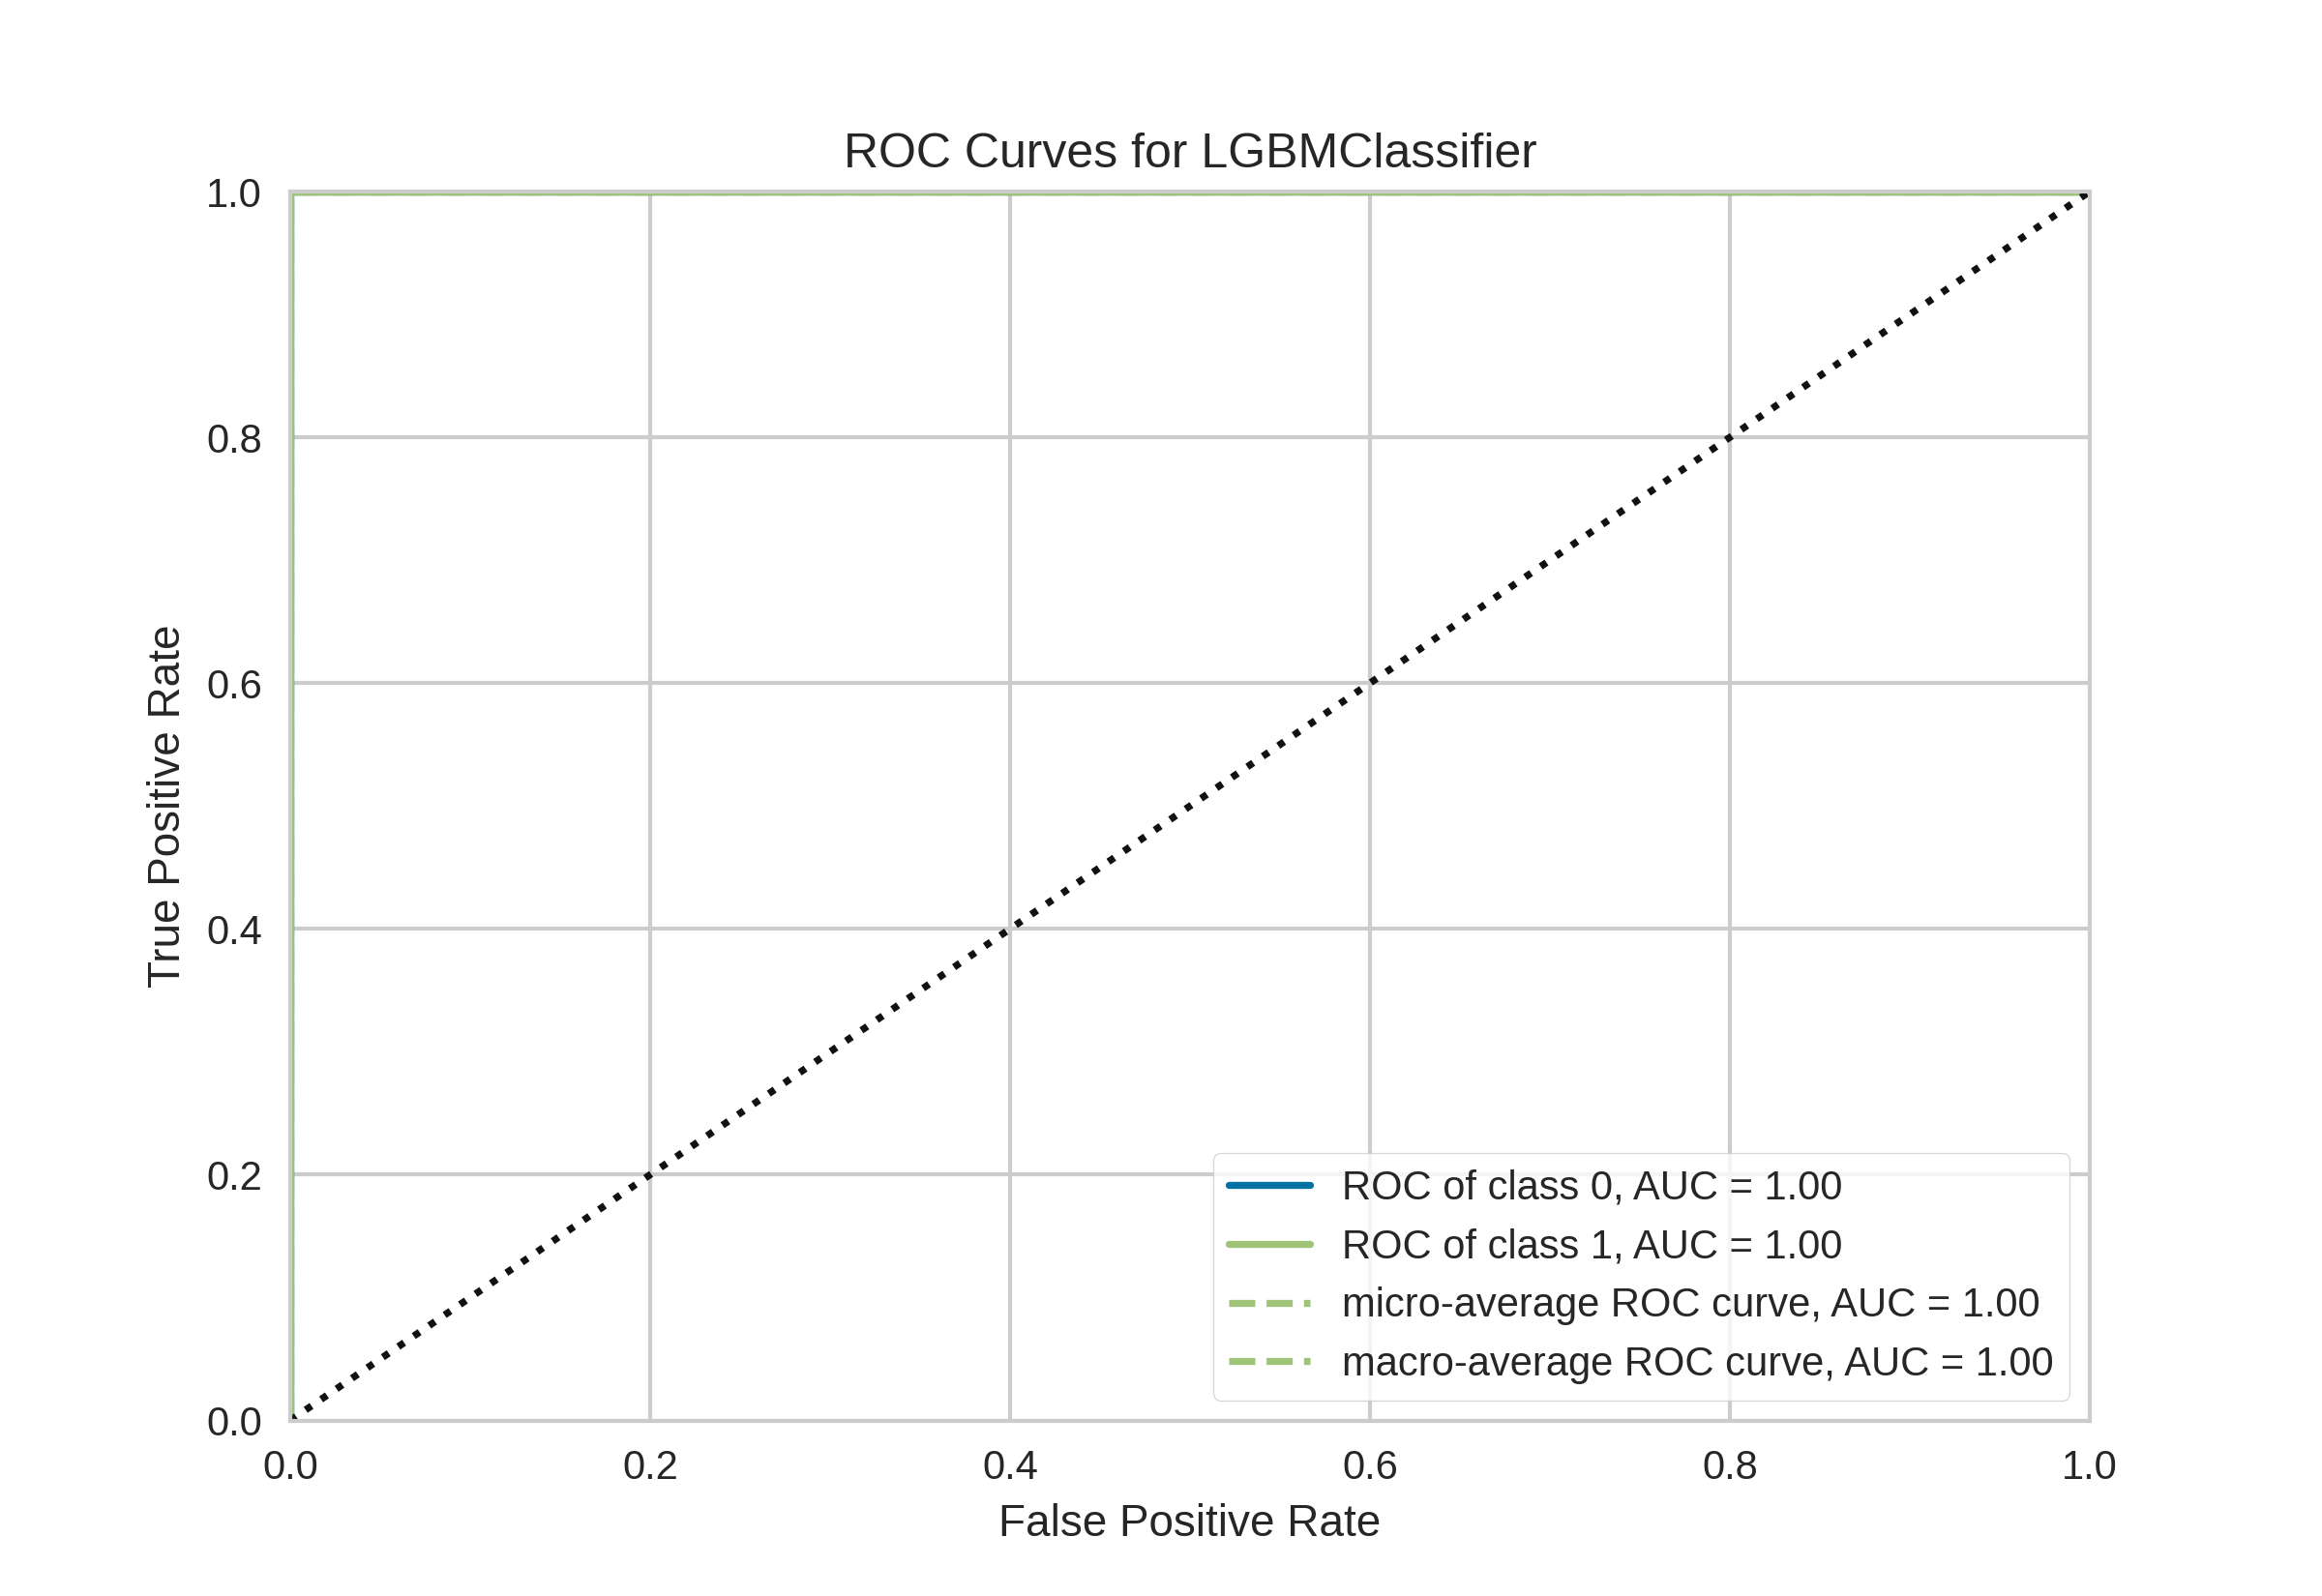 ROC Curves for LGBMClassifier
1.0
0.8
0.6
0.4
0.2
0.0
True Positive Rate
ROC of class 0, AUC = 1.00
ROC of class 1, AUC = 1.00
micro-average ROC curve, AUC = 1.00
macro-average ROC curve, AUC = 1.00
0.0 0.2 0.4 0.6 0.8 1.0
False Positive Rate